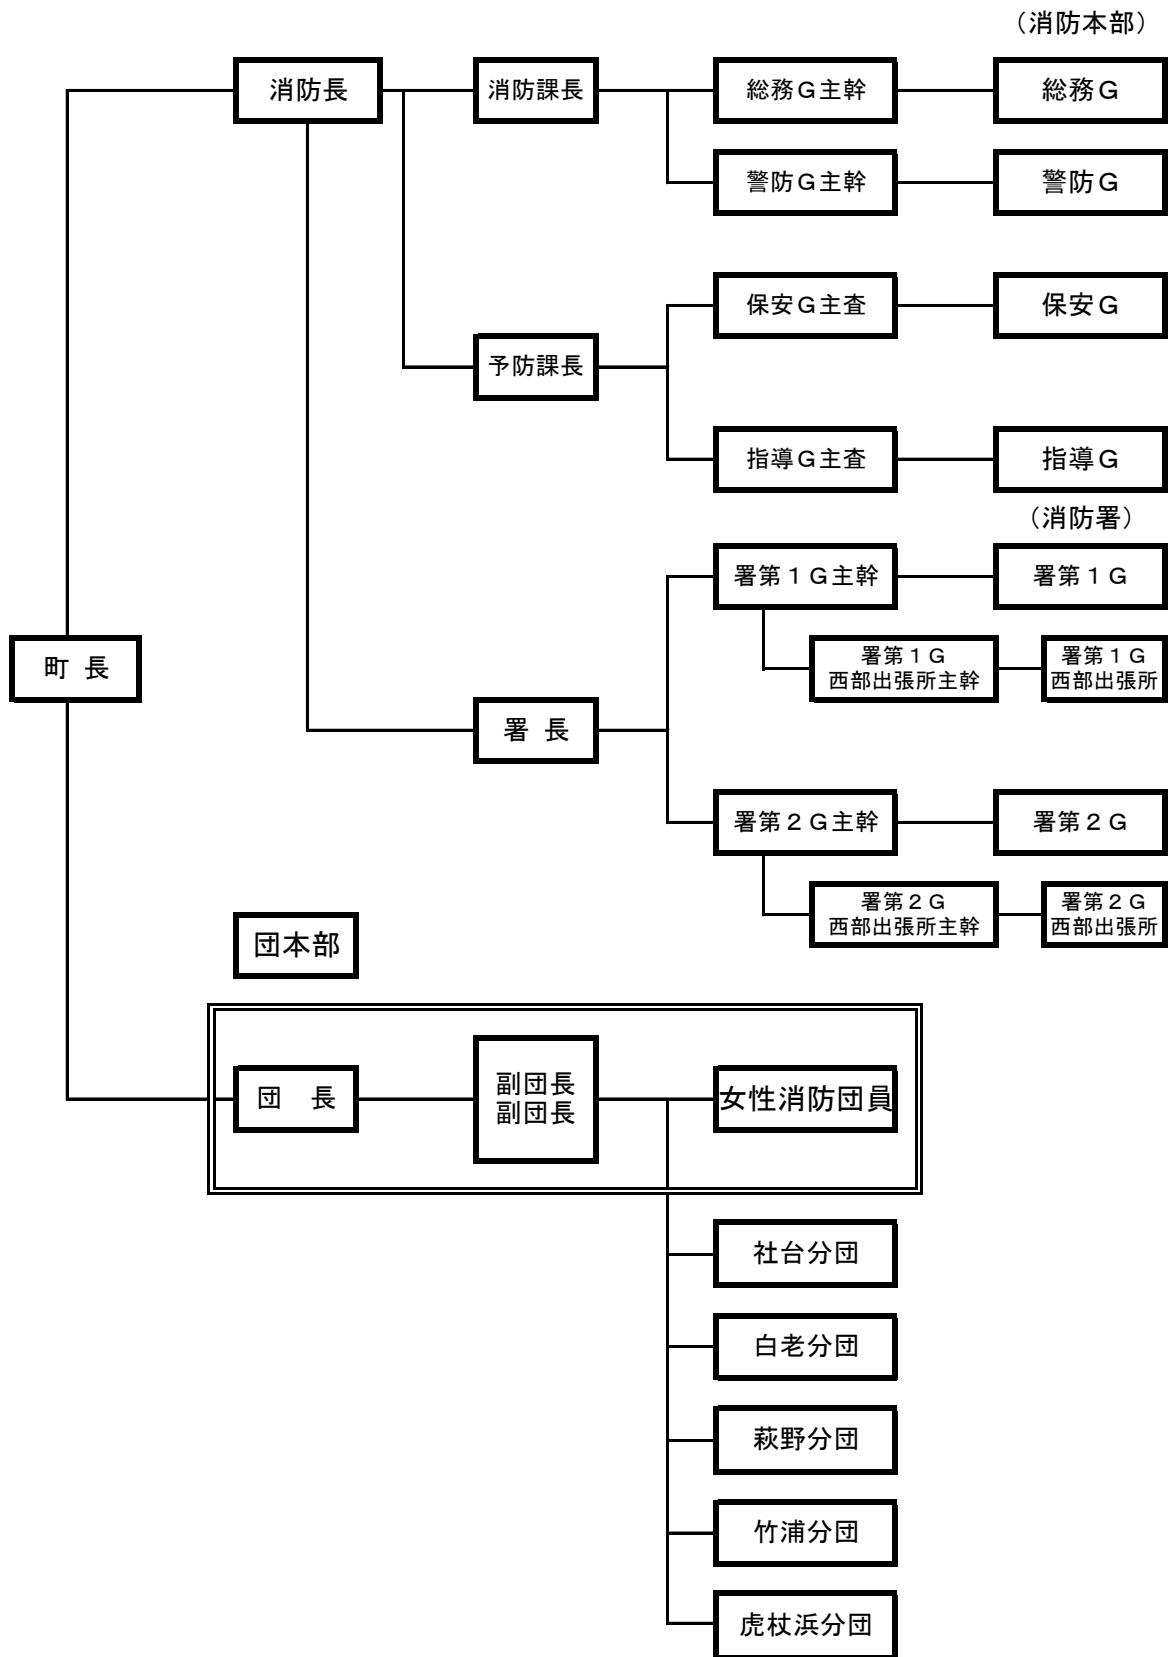 （消防本部）
消防長
消防課長
総務Ｇ主幹
総務Ｇ
警防Ｇ主幹
警防Ｇ
保安Ｇ主査
保安Ｇ
予防課長
指導Ｇ主査
指導Ｇ
（消防署）
署第１Ｇ主幹
署第１Ｇ
町 長
署第１Ｇ
西部出張所主幹
署第１Ｇ
西部出張所
署 長
署第２Ｇ主幹
署第２Ｇ
署第２Ｇ
西部出張所主幹
署第２Ｇ
西部出張所
団本部
団　長
副団長
副団長
女性消防団員
社台分団
白老分団
萩野分団
竹浦分団
虎杖浜分団